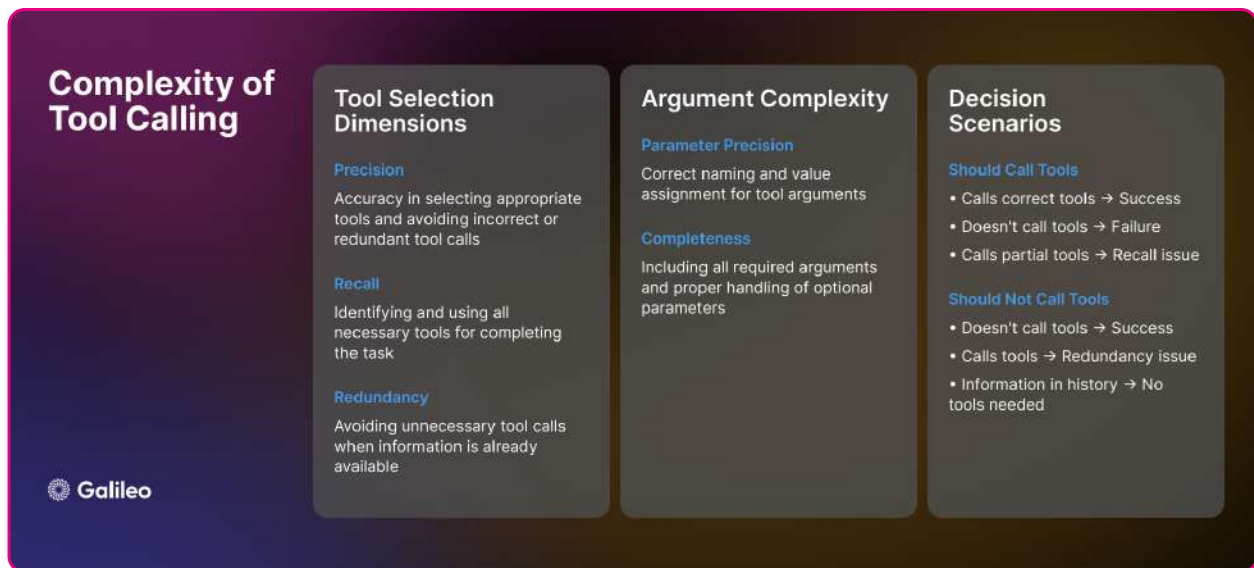 Complexity of
Tool Calling
Tool Selection
Dimensions
Precision
Accuracy in selecting appropriate
tools and avoiding incorrect or
redundant tool calls
Recall
Identifying and using all
necessary tools for completing
the task
Redundancy
Avoiding unnecessary tool calls
when information is already
available
Argument Complexity
Parameter Precision
Correct naming and value
assignment for tool arguments
Completeness
Including all required arguments
and proper handling of optional
parameters
Decision
Scenarios
Should Call Tools
• Calls correct tools → Success
• Doesn't call tools → Failure
• Calls partial tools → Recall issue
Should Not Call Tools
• Doesn't call tools → Success
• Calls tools → Redundancy issue
• Information in history → No
tools needed
Galileo